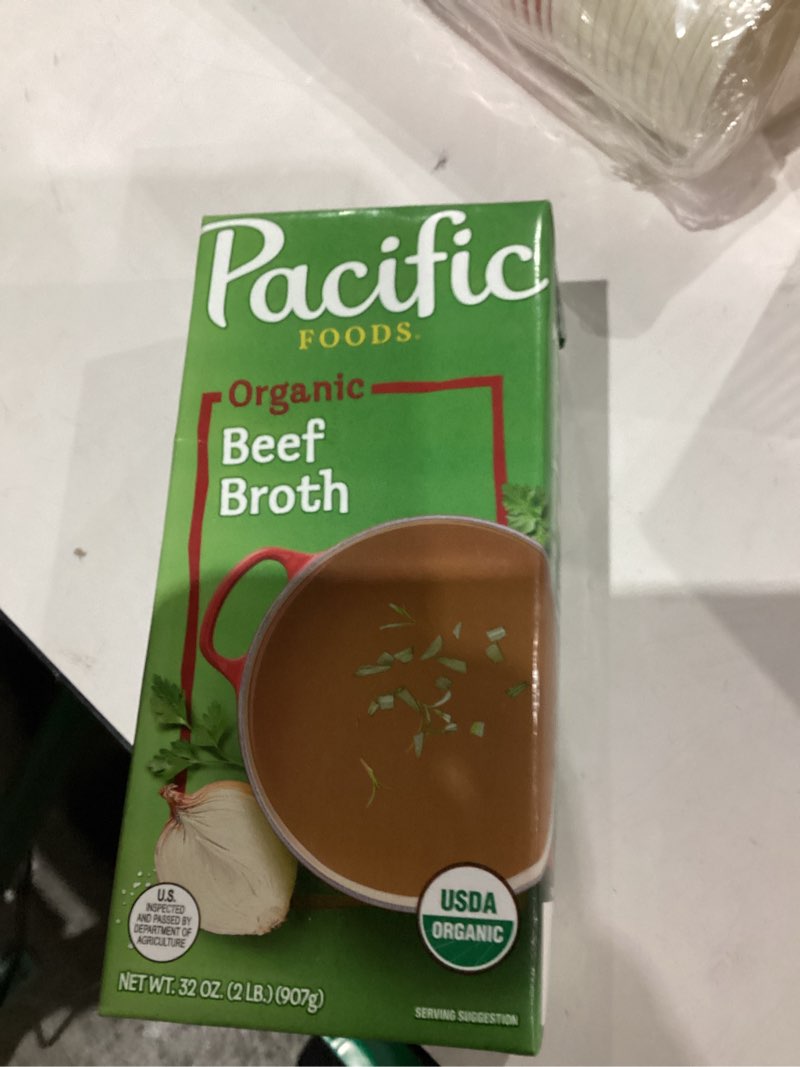 Pacific
FOODS.
Organic
Beef
Broth
U.S.
INSPECTED
AND PASSED BY
DEPARTMENT OF
AGRICULTURE
USDA
ORGANIC
NET WT. 32 OZ. (2 LB.) (907g)
SERVING SUGGESTION